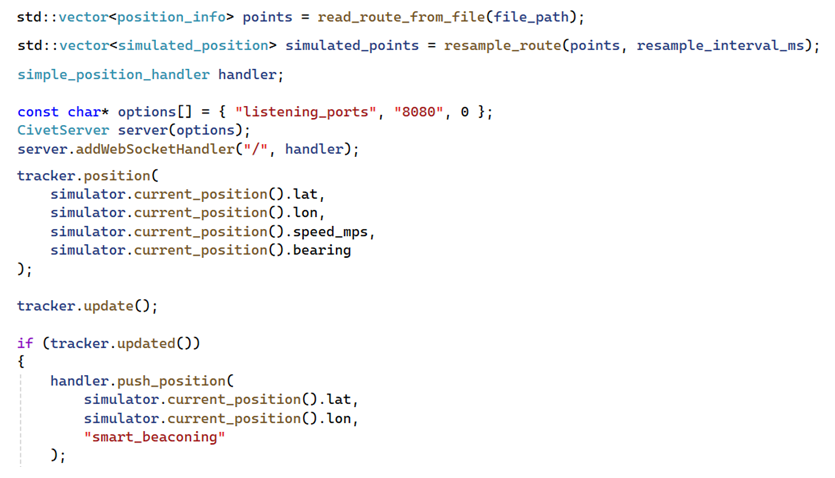 std::vector<position_info> points = read_route_from_file(file_path);
std::vector<simulated_position> simulated_points = resample_route(points, resample_interval_ms);
simple_position_handler handler;
const char* options[] = { "listening_ports", "8080", 0 };
CivetServer server(options);
server.addWebSocketHandler("/", handler);
tracker.position(
    simulator.current_position().lat,
    simulator.current_position().lon,
    simulator.current_position().speed_mps,
    simulator.current_position().bearing
);
tracker.update();
if (tracker.updated())
{
    handler.push_position(
        simulator.current_position().lat,
        simulator.current_position().lon,
        "smart_beaconing"
    );